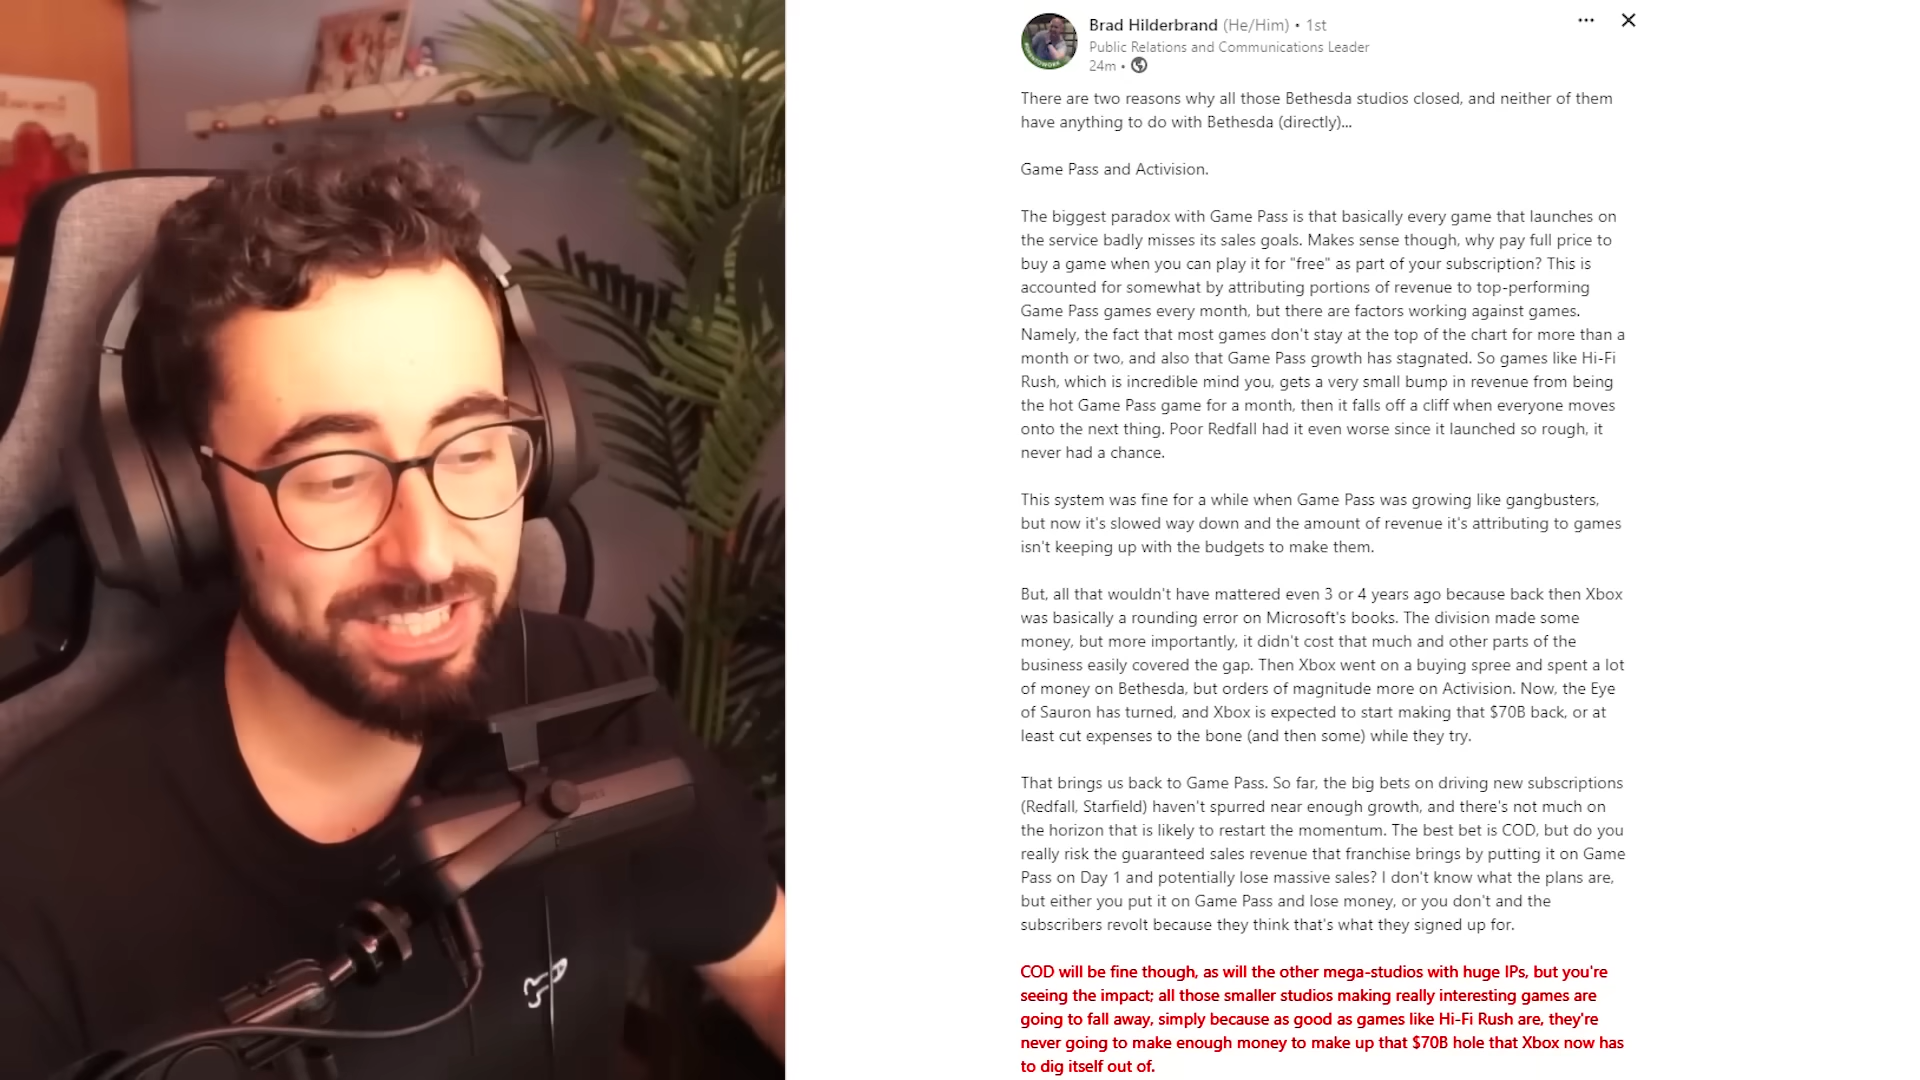 Brad Hilderbrand (He/Him) • 1st
Public Relations and Communications Leader
24m •
There are two reasons why all those Bethesda studios closed, and neither of them
have anything to do with Bethesda (directly)...
Game Pass and Activision.
The biggest paradox with Game Pass is that basically every game that launches on
the service badly misses its sales goals. Makes sense though, why pay full price to
buy a game when you can play it for "free" as part of your subscription? This is
accounted for somewhat by attributing portions of revenue to top-performing
Game Pass games every month, but there are factors working against games.
Namely, the fact that most games don't stay at the top of the chart for more than a
month or two, and also that Game Pass growth has stagnated. So games like Hi-Fi
Rush, which is incredible mind you, gets a very small bump in revenue from being
the hot Game Pass game for a month, then it falls off a cliff when everyone moves
onto the next thing. Poor Redfall had it even worse since it launched so rough, it
never had a chance.
This system was fine for a while when Game Pass was growing like gangbusters,
but now it's slowed way down and the amount of revenue it's attributing to games
isn't keeping up with the budgets to make them.
But, all that wouldn't have mattered even 3 or 4 years ago because back then Xbox
was basically a rounding error on Microsoft's books. The division made some
money, but more importantly, it didn't cost that much and other parts of the
business easily covered the gap. Then Xbox went on a buying spree and spent a lot
of money on Bethesda, but orders of magnitude more on Activision. Now, the Eye
of Sauron has turned, and Xbox is expected to start making that $70B back, or at
least cut expenses to the bone (and then some) while they try.
That brings us back to Game Pass. So far, the big bets on driving new subscriptions
(Redfall, Starfield) haven't spurred near enough growth, and there's not much on
the horizon that is likely to restart the momentum. The best bet is COD, but do you
really risk the guaranteed sales revenue that franchise brings by putting it on Game
Pass on Day 1 and potentially lose massive sales? I don't know what the plans are,
but either you put it on Game Pass and lose money, or you don't and the
subscribers revolt because they think that's what they signed up for.
COD will be fine though, as will the other mega-studios with huge IPs, but you're
seeing the impact; all those smaller studios making really interesting games are
going to fall away, simply because as good as games like Hi-Fi Rush are, they're
never going to make enough money to make up that $70B hole that Xbox now has
to dig itself out of.